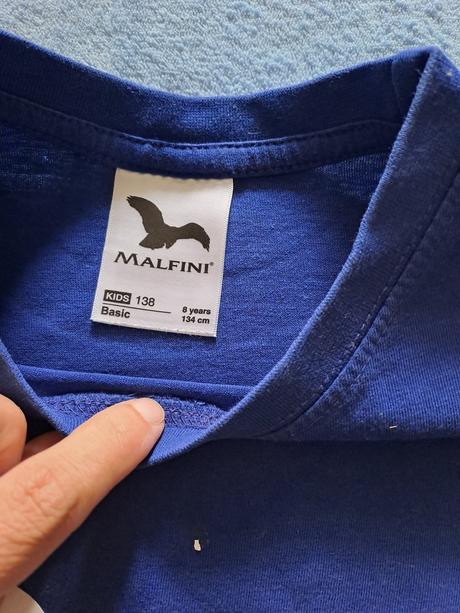 MALFINI®
KIDS 138
Basic
8 years
134 cm